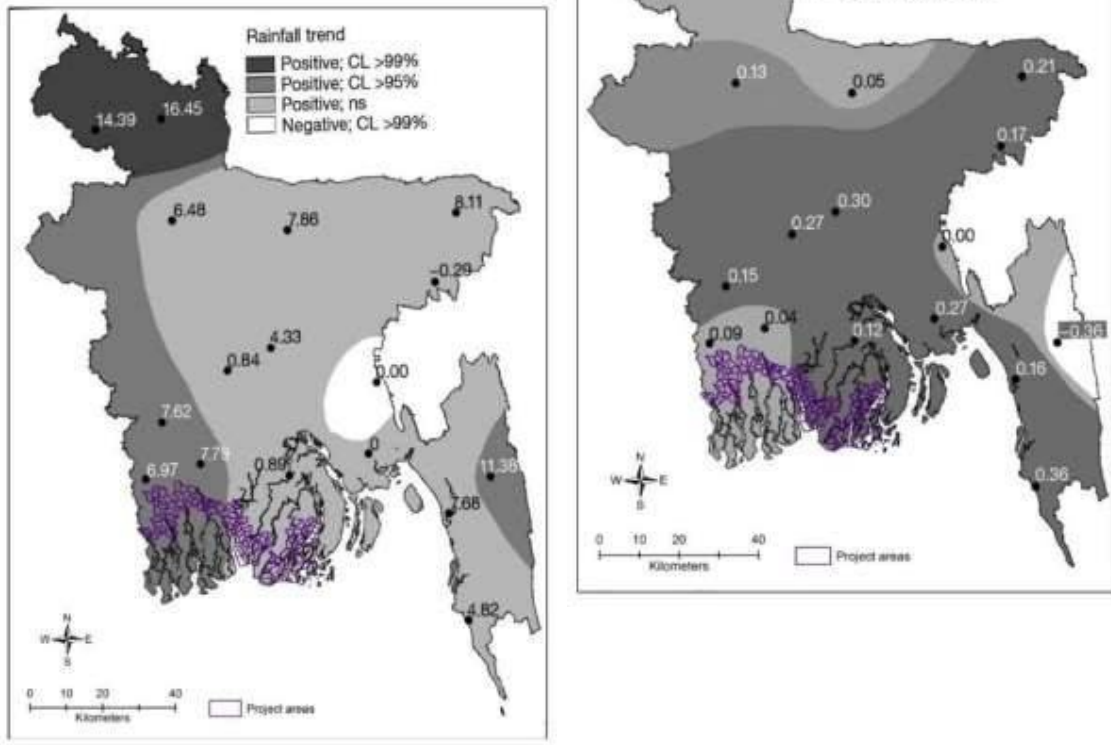 Rainfall trend
Positive; CL >99%
Positive; CL >95%
Positive; ns
Negative; CL >99%
16.45
14.39
6.48
7.86
8.11
-0.29
4.33
0.84
0.00
7.62
7.79
6.97
0.89
0
11.38
7.68
4.82
N
W E
S
0 20 40
Kilometers
Project areas
0.13
0.05
0.21
0.17
0.30
0.27
0.00
0.15
0.04
0.09
0.12
0.27
-0.36
0.16
0.36
N
W E
S
0 20 40
Kilometers
Project areas